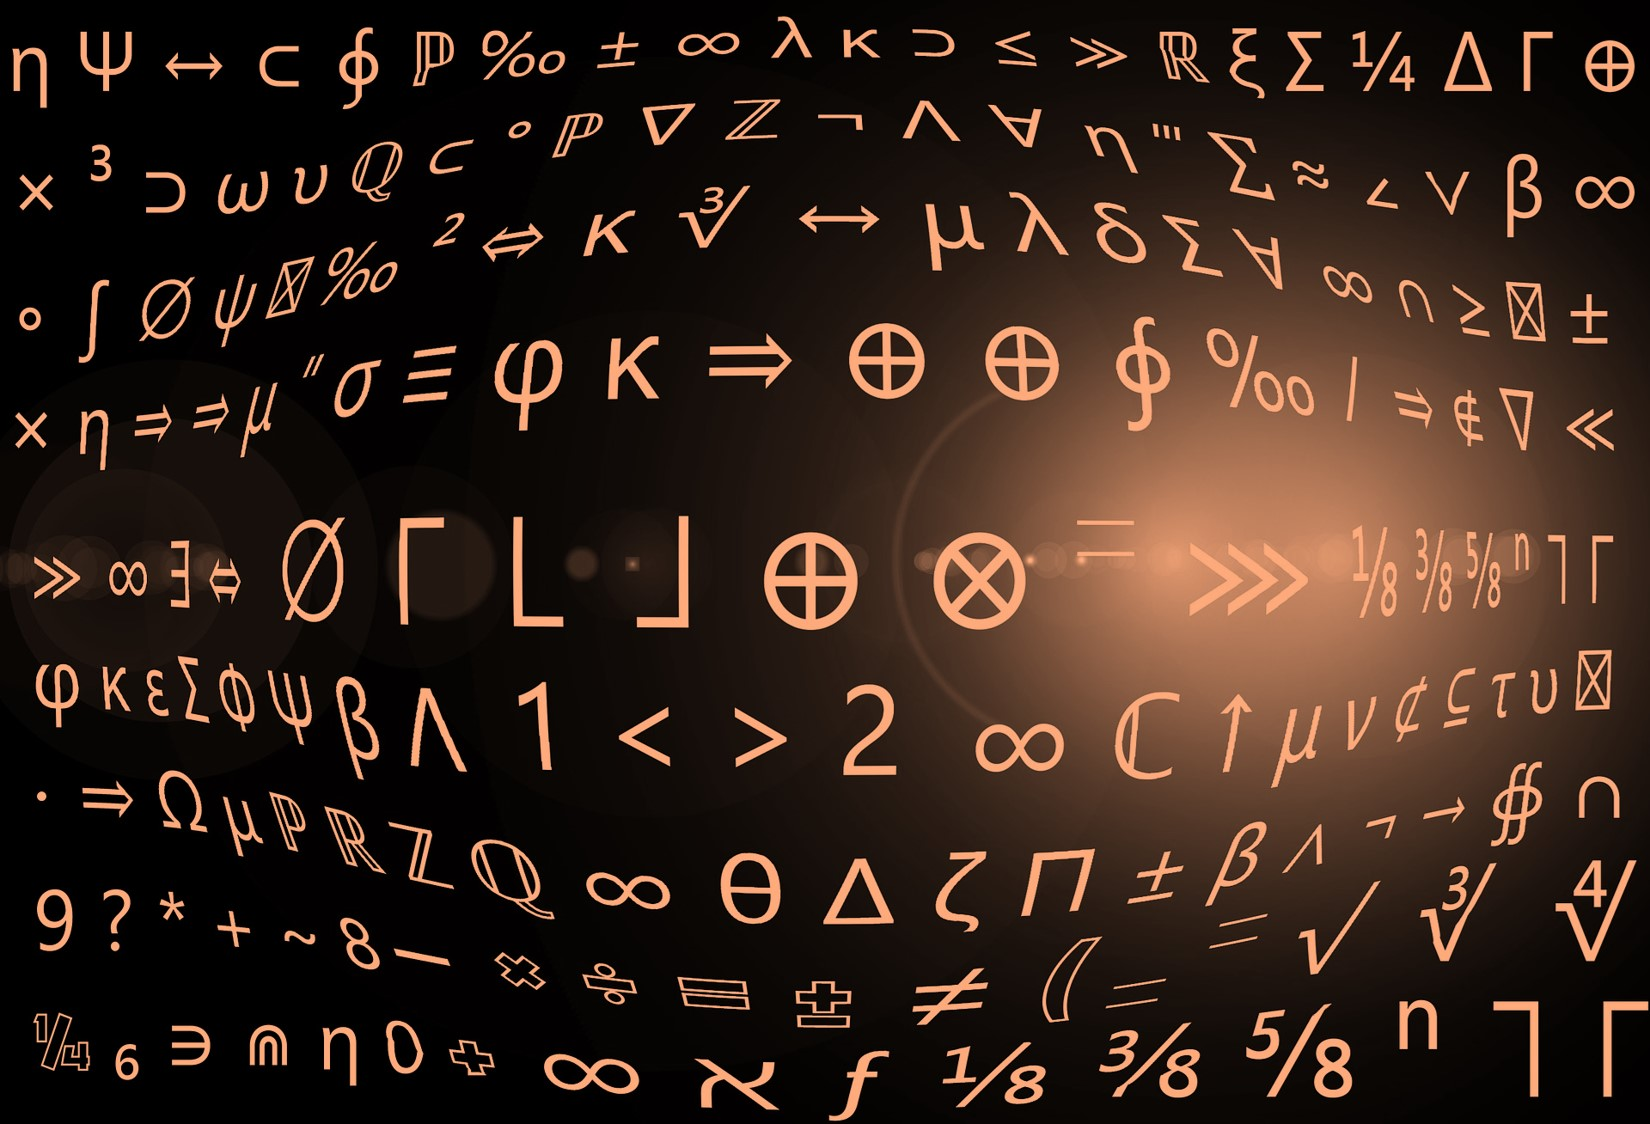 η Ψ ↔ ⊂ ∮ ℙ ‰ ± ∞ λ κ ⊃ ≤ ≫ ℝ ξ Σ ¼ Δ Γ ⊕
× ³ ⊃ ω υ ℚ ⊂ ° ℙ ∇ ℤ ¬ Λ ∀ η ‴ Σ ≈ < ∨ β ∞
∘ ∫ ∅ ψ ‰ ² ⇔ κ ∛ ↔ μ λ δ Σ ∀ ∞ ∩ ≥ ±
× η ⇒ ⇒ μ ″ σ ≡ φ κ ⇒ ⊕ ⊕ ∮ ‰ | ⇒ ∉ ∇ ≪
≫ ∞ ∃ ⇔ ∅ ⌈ ⌊ ⌋ ⊕ ⊗ = ⋙ ⅛ ⅜ ⅝ ⁿ ⌉ ⌈
φ κ ε Σ ϕ ψ β Λ 1 < > 2 ∞ ℂ ↑ μ ν ⊄ ⊆ τ υ
· ⇒ Ω μ ℙ ℝ ℤ ℚ ∞ θ Δ ζ Π ± β ∧ ¬ → ∯ ∩
9 ? * + ~ 8 − × ÷ = ± ≠ ( = = √ ∛ ∜
¼ 6 ∋ ⋒ η 0 + ∞ ℵ ƒ ⅛ ⅜ ⅝ ⁿ ⌉ ⌈